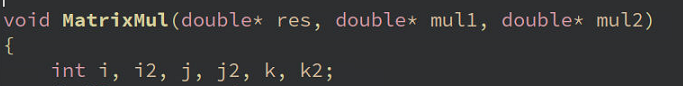 void MatrixMul(double* res, double* mul1, double* mul2)
{
    int i, i2, j, j2, k, k2;